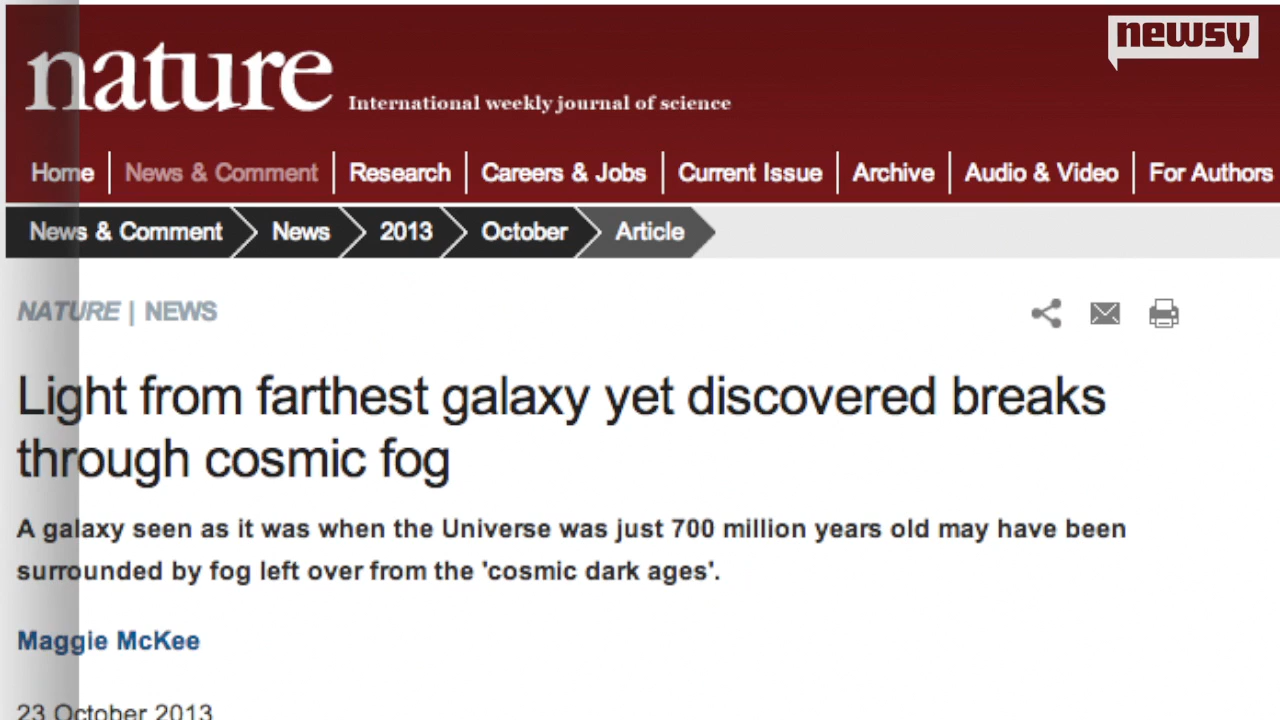 newsy
nature International weekly journal of science
Home News & Comment Research Careers & Jobs Current Issue Archive Audio & Video For Authors
News & Comment News 2013 October Article
NATURE | NEWS
Light from farthest galaxy yet discovered breaks
through cosmic fog
A galaxy seen as it was when the Universe was just 700 million years old may have been
surrounded by fog left over from the 'cosmic dark ages'.
Maggie McKee
23 October 2013